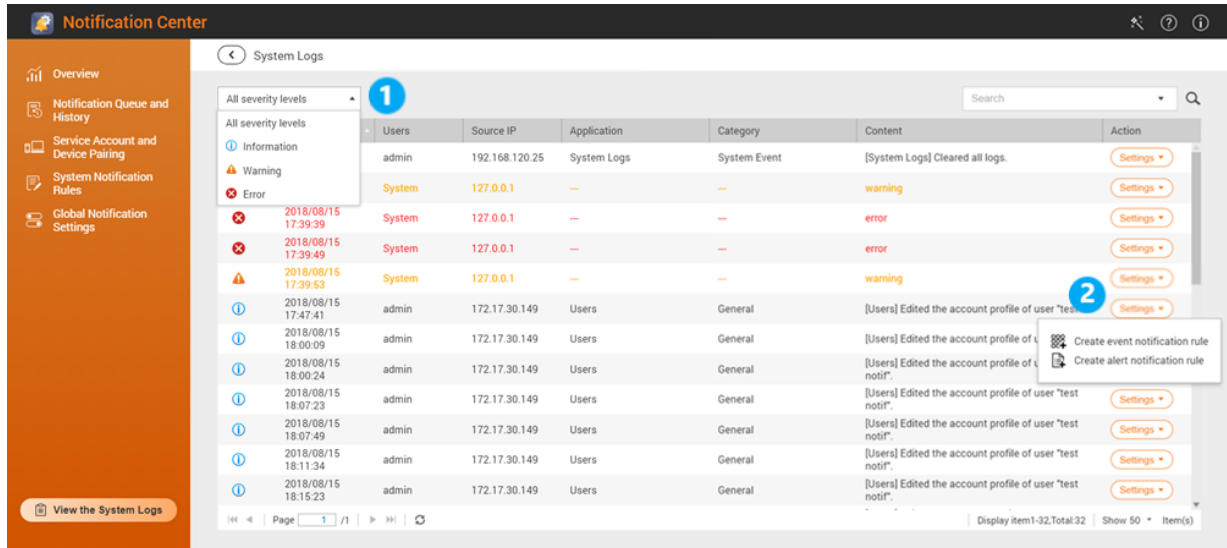 Notification Center
System Logs
Overview
Notification Queue and
History
Service Account and
Device Pairing
System Notification
Rules
Global Notification
Settings
View the System Logs
All severity levels
1
Search
All severity levels
Information
Warning
Error
Users Source IP Application Category Content Action
admin 192.168.120.25 System Logs System Event [System Logs] Cleared all logs. Settings
System 127.0.0.1 --- --- warning Settings
2018/08/15
17:39:39
System 127.0.0.1 --- --- error Settings
2018/08/15
17:39:49
System 127.0.0.1 --- --- error Settings
2018/08/15
17:39:53
System 127.0.0.1 --- --- warning Settings
2
2018/08/15
17:47:41
admin 172.17.30.149 Users General [Users] Edited the account profile of user "test Settings
Create event notification rule
Create alert notification rule
2018/08/15
18:00:09
admin 172.17.30.149 Users General [Users] Edited the account profile of
2018/08/15
18:00:24
admin 172.17.30.149 Users General [Users] Edited the account profile of
notif".
2018/08/15
18:07:23
admin 172.17.30.149 Users General [Users] Edited the account profile of user "test
notif".
Settings
2018/08/15
18:07:49
admin 172.17.30.149 Users General [Users] Edited the account profile of user "test
notif".
Settings
2018/08/15
18:11:34
admin 172.17.30.149 Users General [Users] Edited the account profile of user "test
notif".
Settings
2018/08/15
18:15:23
admin 172.17.30.149 Users General [Users] Edited the account profile of user "test
notif".
Settings
Page 1 /1 Display item1-32,Total:32 Show 50 Item(s)